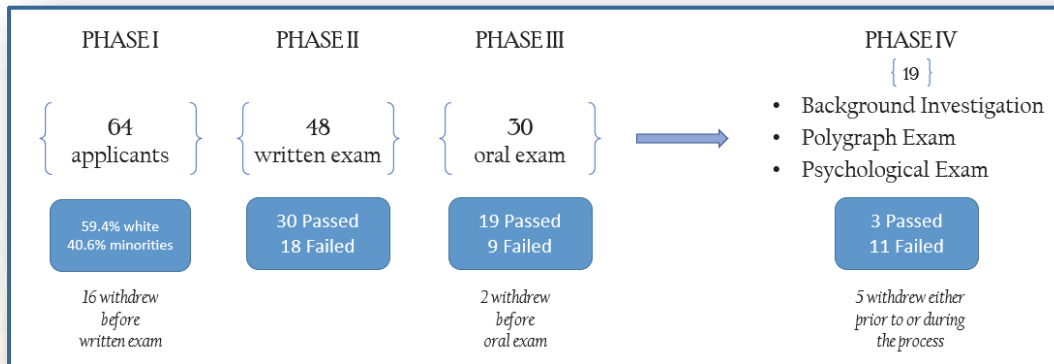 PHASE I
64
applicants
59.4% white
40.6% minorities
16 withdrew
before
written exam
PHASE II
48
written exam
30 Passed
18 Failed
PHASE III
30
oral exam
19 Passed
9 Failed
2 withdrew
before
oral exam
PHASE IV
{ 19 }
• Background Investigation
• Polygraph Exam
• Psychological Exam
3 Passed
11 Failed
5 withdrew either
prior to or during
the process